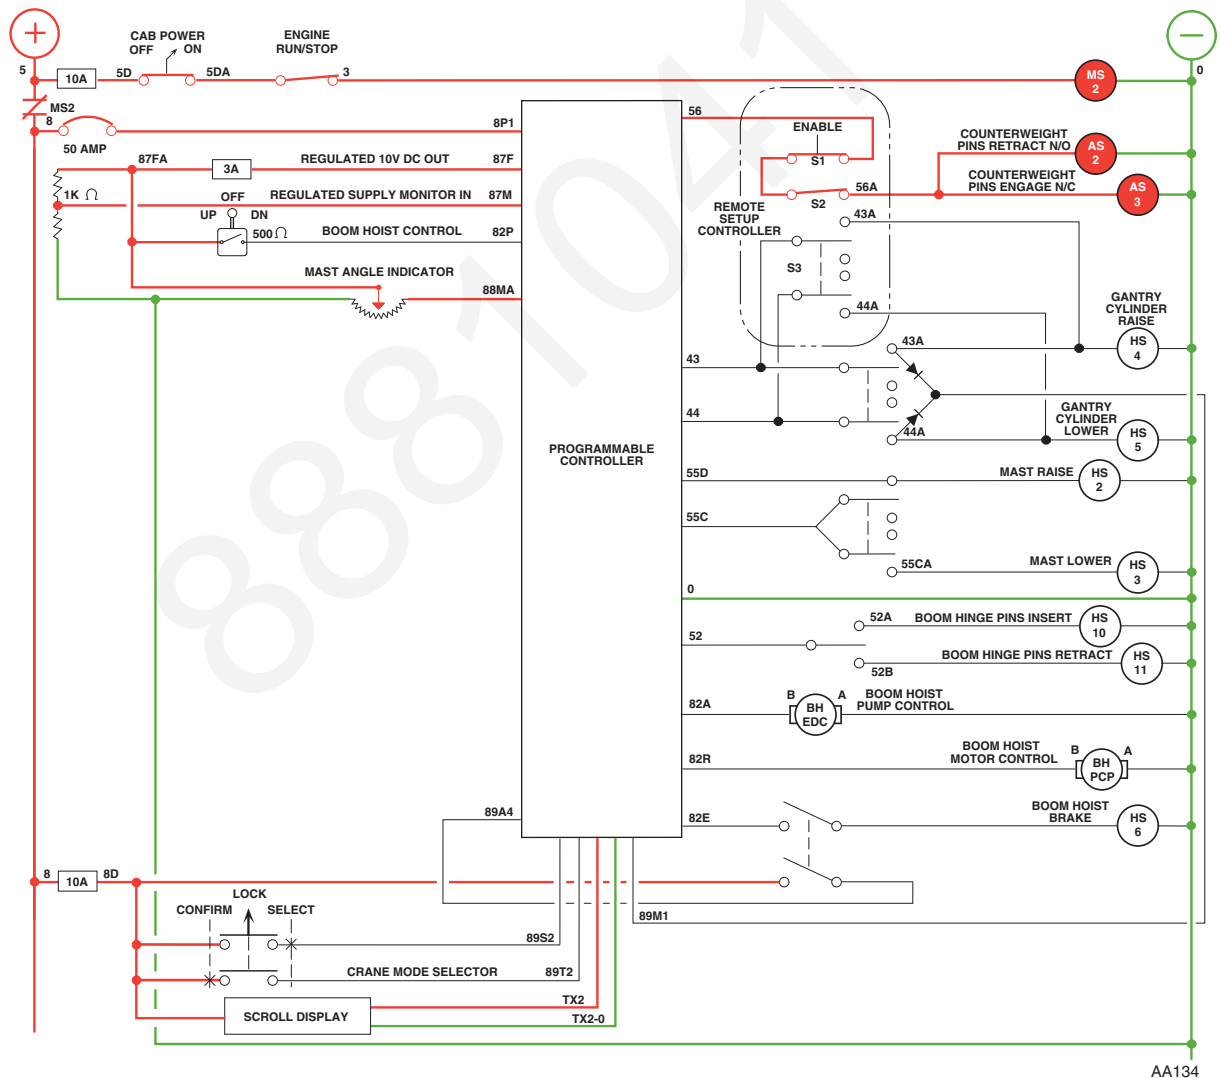 +
−
CAB POWER
OFF ON
ENGINE
RUN/STOP
5 10A 5D 5DA 3 MS 2 0
MS2
8
50 AMP
8P1
56
ENABLE
S1
COUNTERWEIGHT
PINS RETRACT N/O
AS 2
87FA 3A REGULATED 10V DC OUT 87F
COUNTERWEIGHT
PINS ENGAGE N/C
AS 3
1K Ω REGULATED SUPPLY MONITOR IN 87M
56A
S2
OFF
UP DN
500Ω BOOM HOIST CONTROL 82P
REMOTE
SETUP
CONTROLLER
43A
S3
MAST ANGLE INDICATOR
88MA
44A
GANTRY
CYLINDER
RAISE
43A
HS 4
43
44
44A
GANTRY
CYLINDER
LOWER
HS 5
PROGRAMMABLE
CONTROLLER
55D MAST RAISE HS 2
55C
55CA MAST LOWER HS 3
0
52A BOOM HINGE PINS INSERT HS 10
52
52B BOOM HINGE PINS RETRACT HS 11
82A B BH EDC A BOOM HOIST
PUMP CONTROL
82R BOOM HOIST
MOTOR CONTROL B BH PCP A
89A4
82E BOOM HOIST
BRAKE HS 6
8 10A 8D
LOCK
CONFIRM SELECT
89S2
89M1
CRANE MODE SELECTOR 89T2
SCROLL DISPLAY
TX2
TX2-0
AA134
8881041